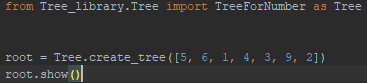 from Tree_library.Tree import TreeForNumber as Tree
root = Tree.create_tree([5, 6, 1, 4, 3, 9, 2])
root.show()